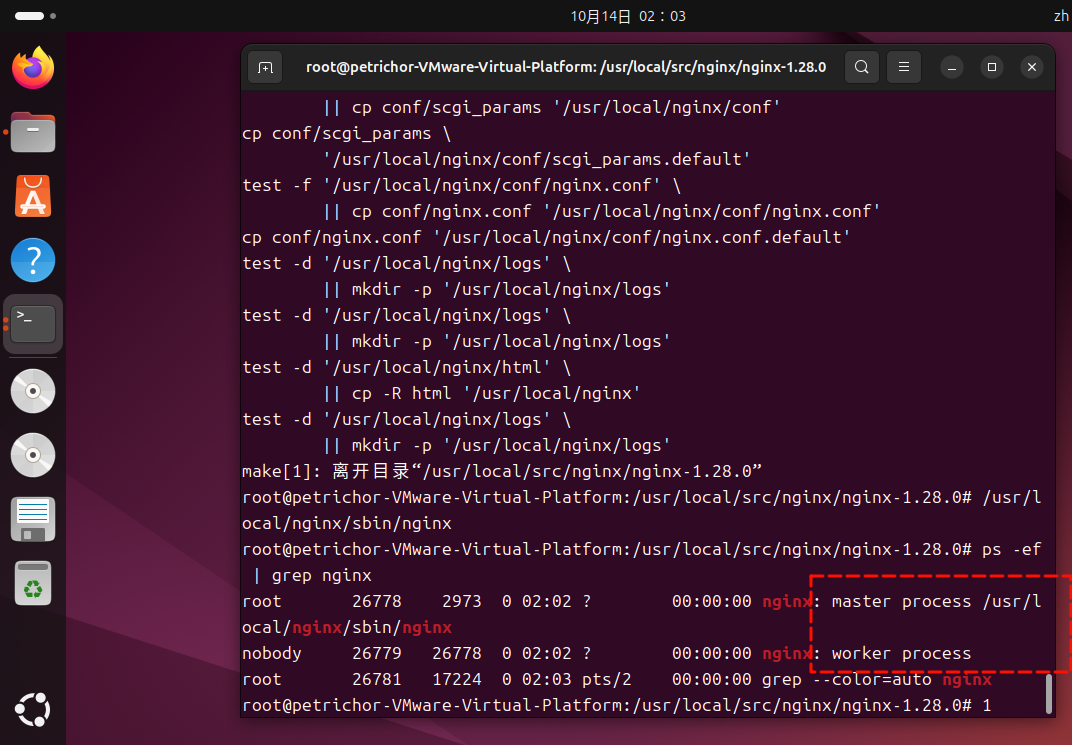 10月14日 02：03
zh
root@petrichor-VMware-Virtual-Platform: /usr/local/src/nginx/nginx-1.28.0
|| cp conf/scgi_params '/usr/local/nginx/conf'
cp conf/scgi_params \
'/usr/local/nginx/conf/scgi_params.default'
test -f '/usr/local/nginx/conf/nginx.conf' \
|| cp conf/nginx.conf '/usr/local/nginx/conf/nginx.conf'
cp conf/nginx.conf '/usr/local/nginx/conf/nginx.conf.default'
test -d '/usr/local/nginx/logs' \
|| mkdir -p '/usr/local/nginx/logs'
test -d '/usr/local/nginx/logs' \
|| mkdir -p '/usr/local/nginx/logs'
test -d '/usr/local/nginx/html' \
|| cp -R html '/usr/local/nginx'
test -d '/usr/local/nginx/logs' \
|| mkdir -p '/usr/local/nginx/logs'
make[1]: 离开目录“/usr/local/src/nginx/nginx-1.28.0”
root@petrichor-VMware-Virtual-Platform:/usr/local/src/nginx/nginx-1.28.0# /usr/l
ocal/nginx/sbin/nginx
root@petrichor-VMware-Virtual-Platform:/usr/local/src/nginx/nginx-1.28.0# ps -ef
| grep nginx
root 26778 2973 0 02:02 ? 00:00:00 nginx: master process /usr/l
ocal/nginx/sbin/nginx
nobody 26779 26778 0 02:02 ? 00:00:00 nginx: worker process
root 26781 17224 0 02:03 pts/2 00:00:00 grep --color=auto nginx
root@petrichor-VMware-Virtual-Platform:/usr/local/src/nginx/nginx-1.28.0# 1